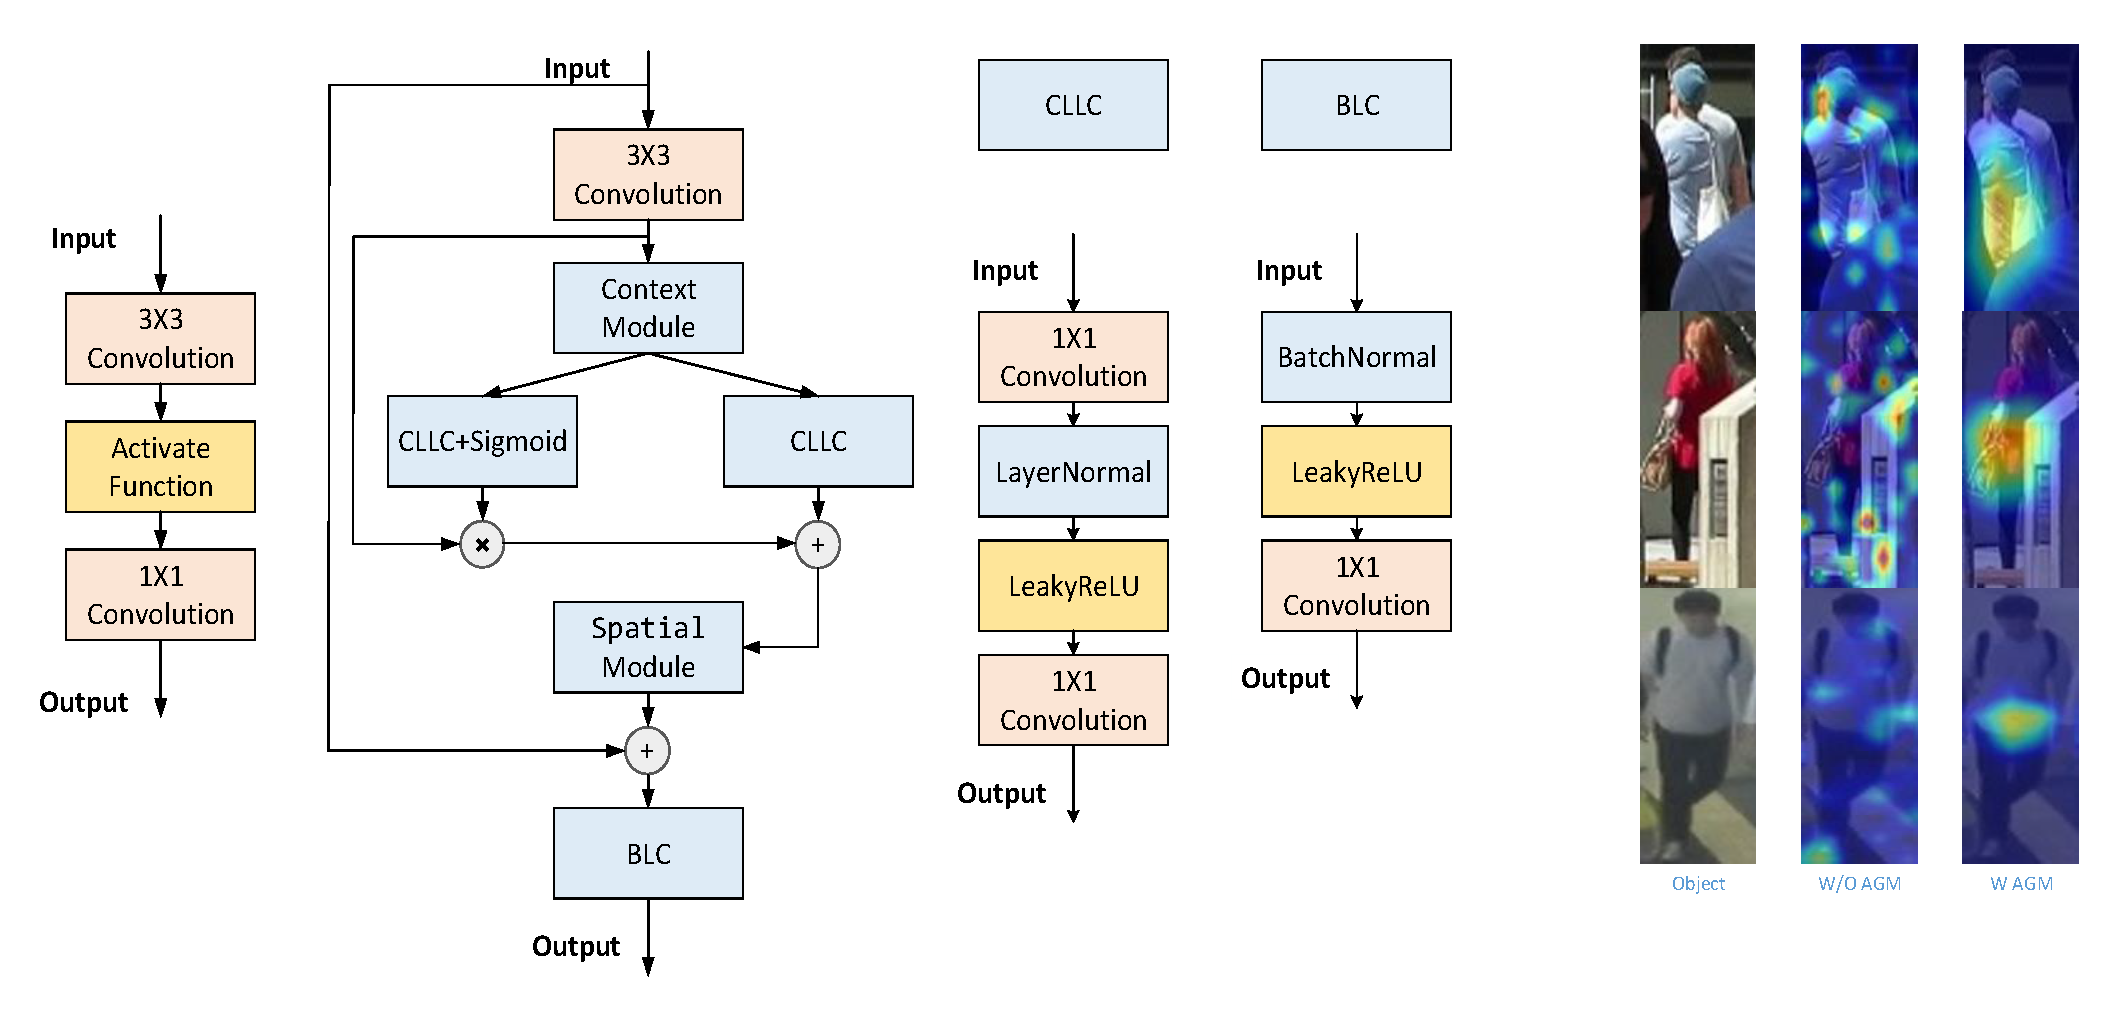 Input
3X3
Convolution
Activate
Function
1X1
Convolution
Output
Input
3X3
Convolution
Context
Module
CLLC+Sigmoid
CLLC
+
Spatial
Module
+
BLC
Output
CLLC
Input
1X1
Convolution
LayerNormal
LeakyReLU
1X1
Convolution
Output
BLC
Input
BatchNormal
LeakyReLU
1X1
Convolution
Output
Object
W/O AGM
W AGM